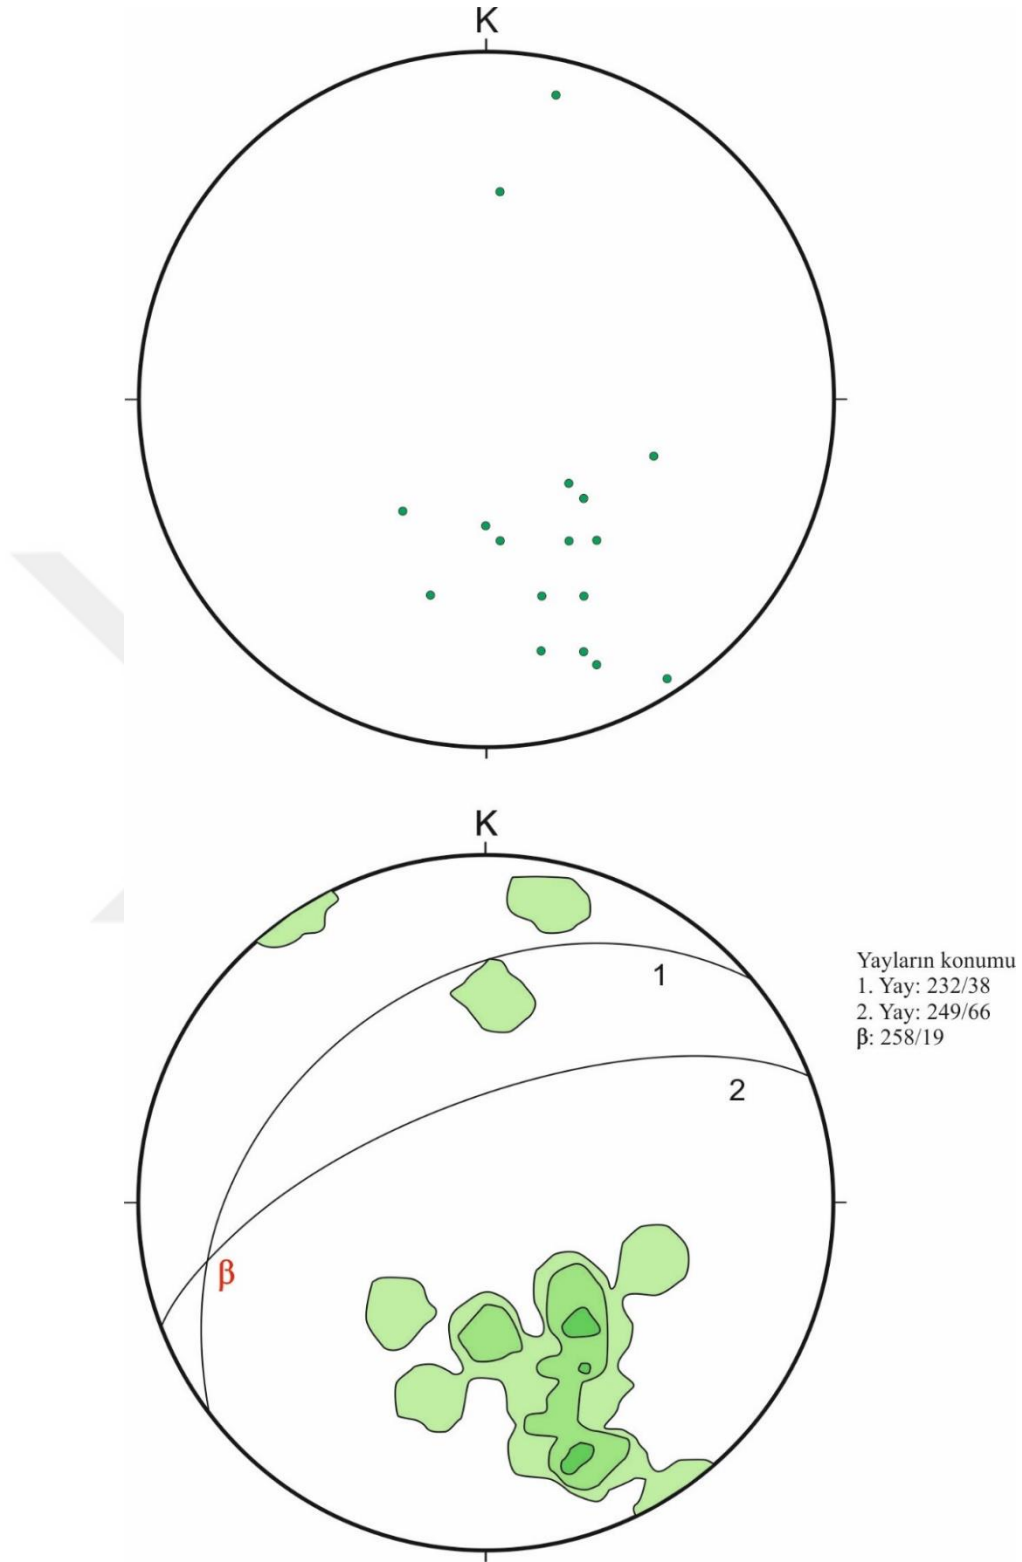 K
K
1
2
β
Yayların konumu
1. Yay: 232/38
2. Yay: 249/66
β: 258/19